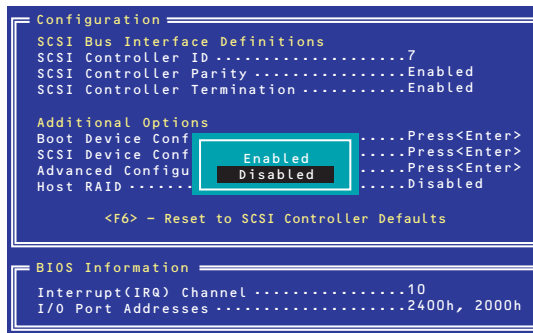 Configuration
SCSI Bus Interface Definitions
SCSI Controller ID ....................7
SCSI Controller Parity ................Enabled
SCSI Controller Termination ...........Enabled
Additional Options
Boot Device Conf .....Press<Enter>
SCSI Device Conf .....Press<Enter>
Enabled
Advanced Configu .....Press<Enter>
Disabled
Host RAID ....... .....Disabled
<F6> – Reset to SCSI Controller Defaults
BIOS Information
Interrupt(IRQ) Channel ................10
I/O Port Addresses ....................2400h, 2000h